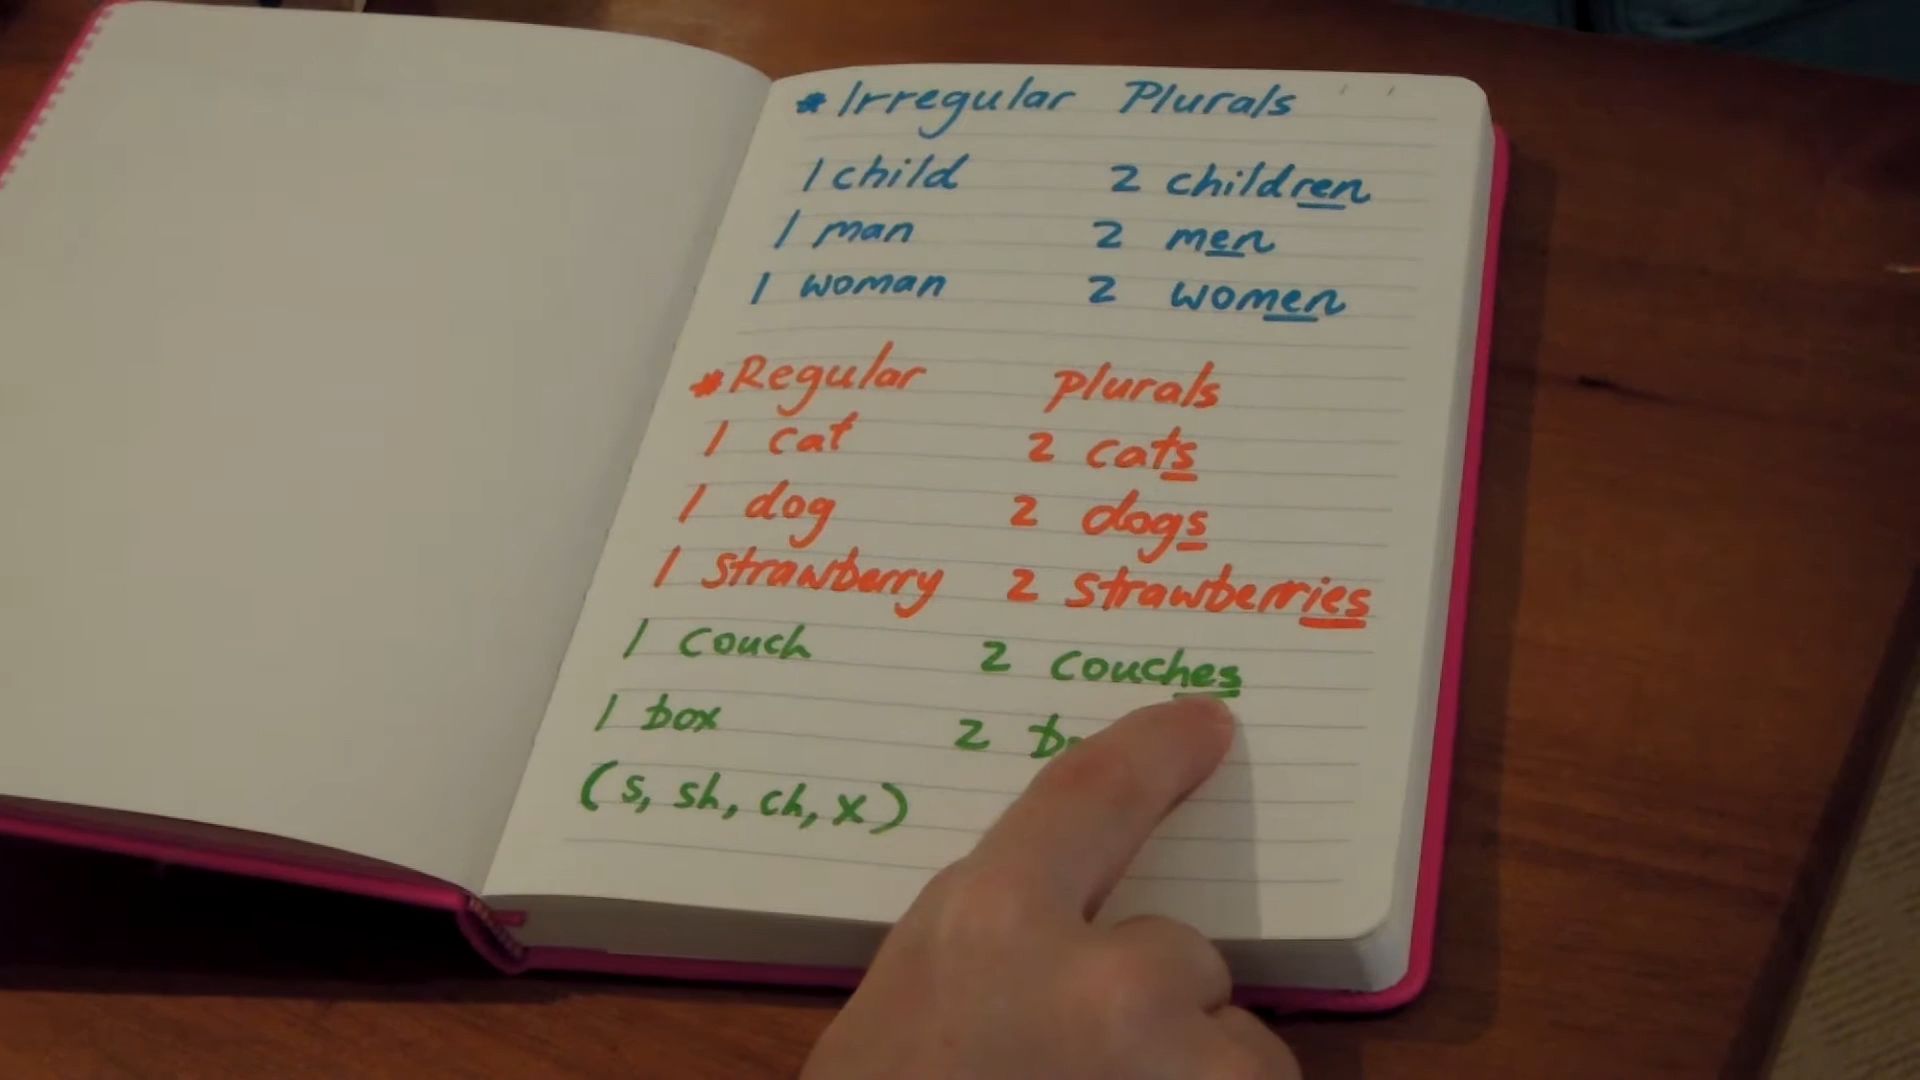 * Irregular Plurals
1 child 2 children
1 man 2 men
1 woman 2 women
* Regular plurals
1 cat 2 cats
1 dog 2 dogs
1 strawberry 2 strawberries
1 couch 2 couches
1 box 2
(s, sh, ch, x)